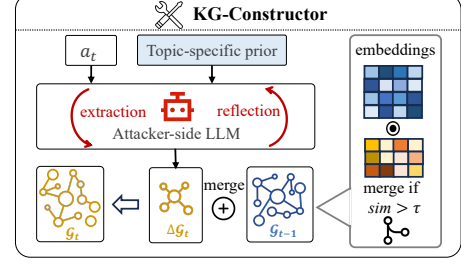 KG-Constructor
a_t
Topic-specific prior
extraction
reflection
Attacker-side LLM
merge
𝒢_t
Δ𝒢_t
𝒢_{t−1}
embeddings
merge if
sim > τ